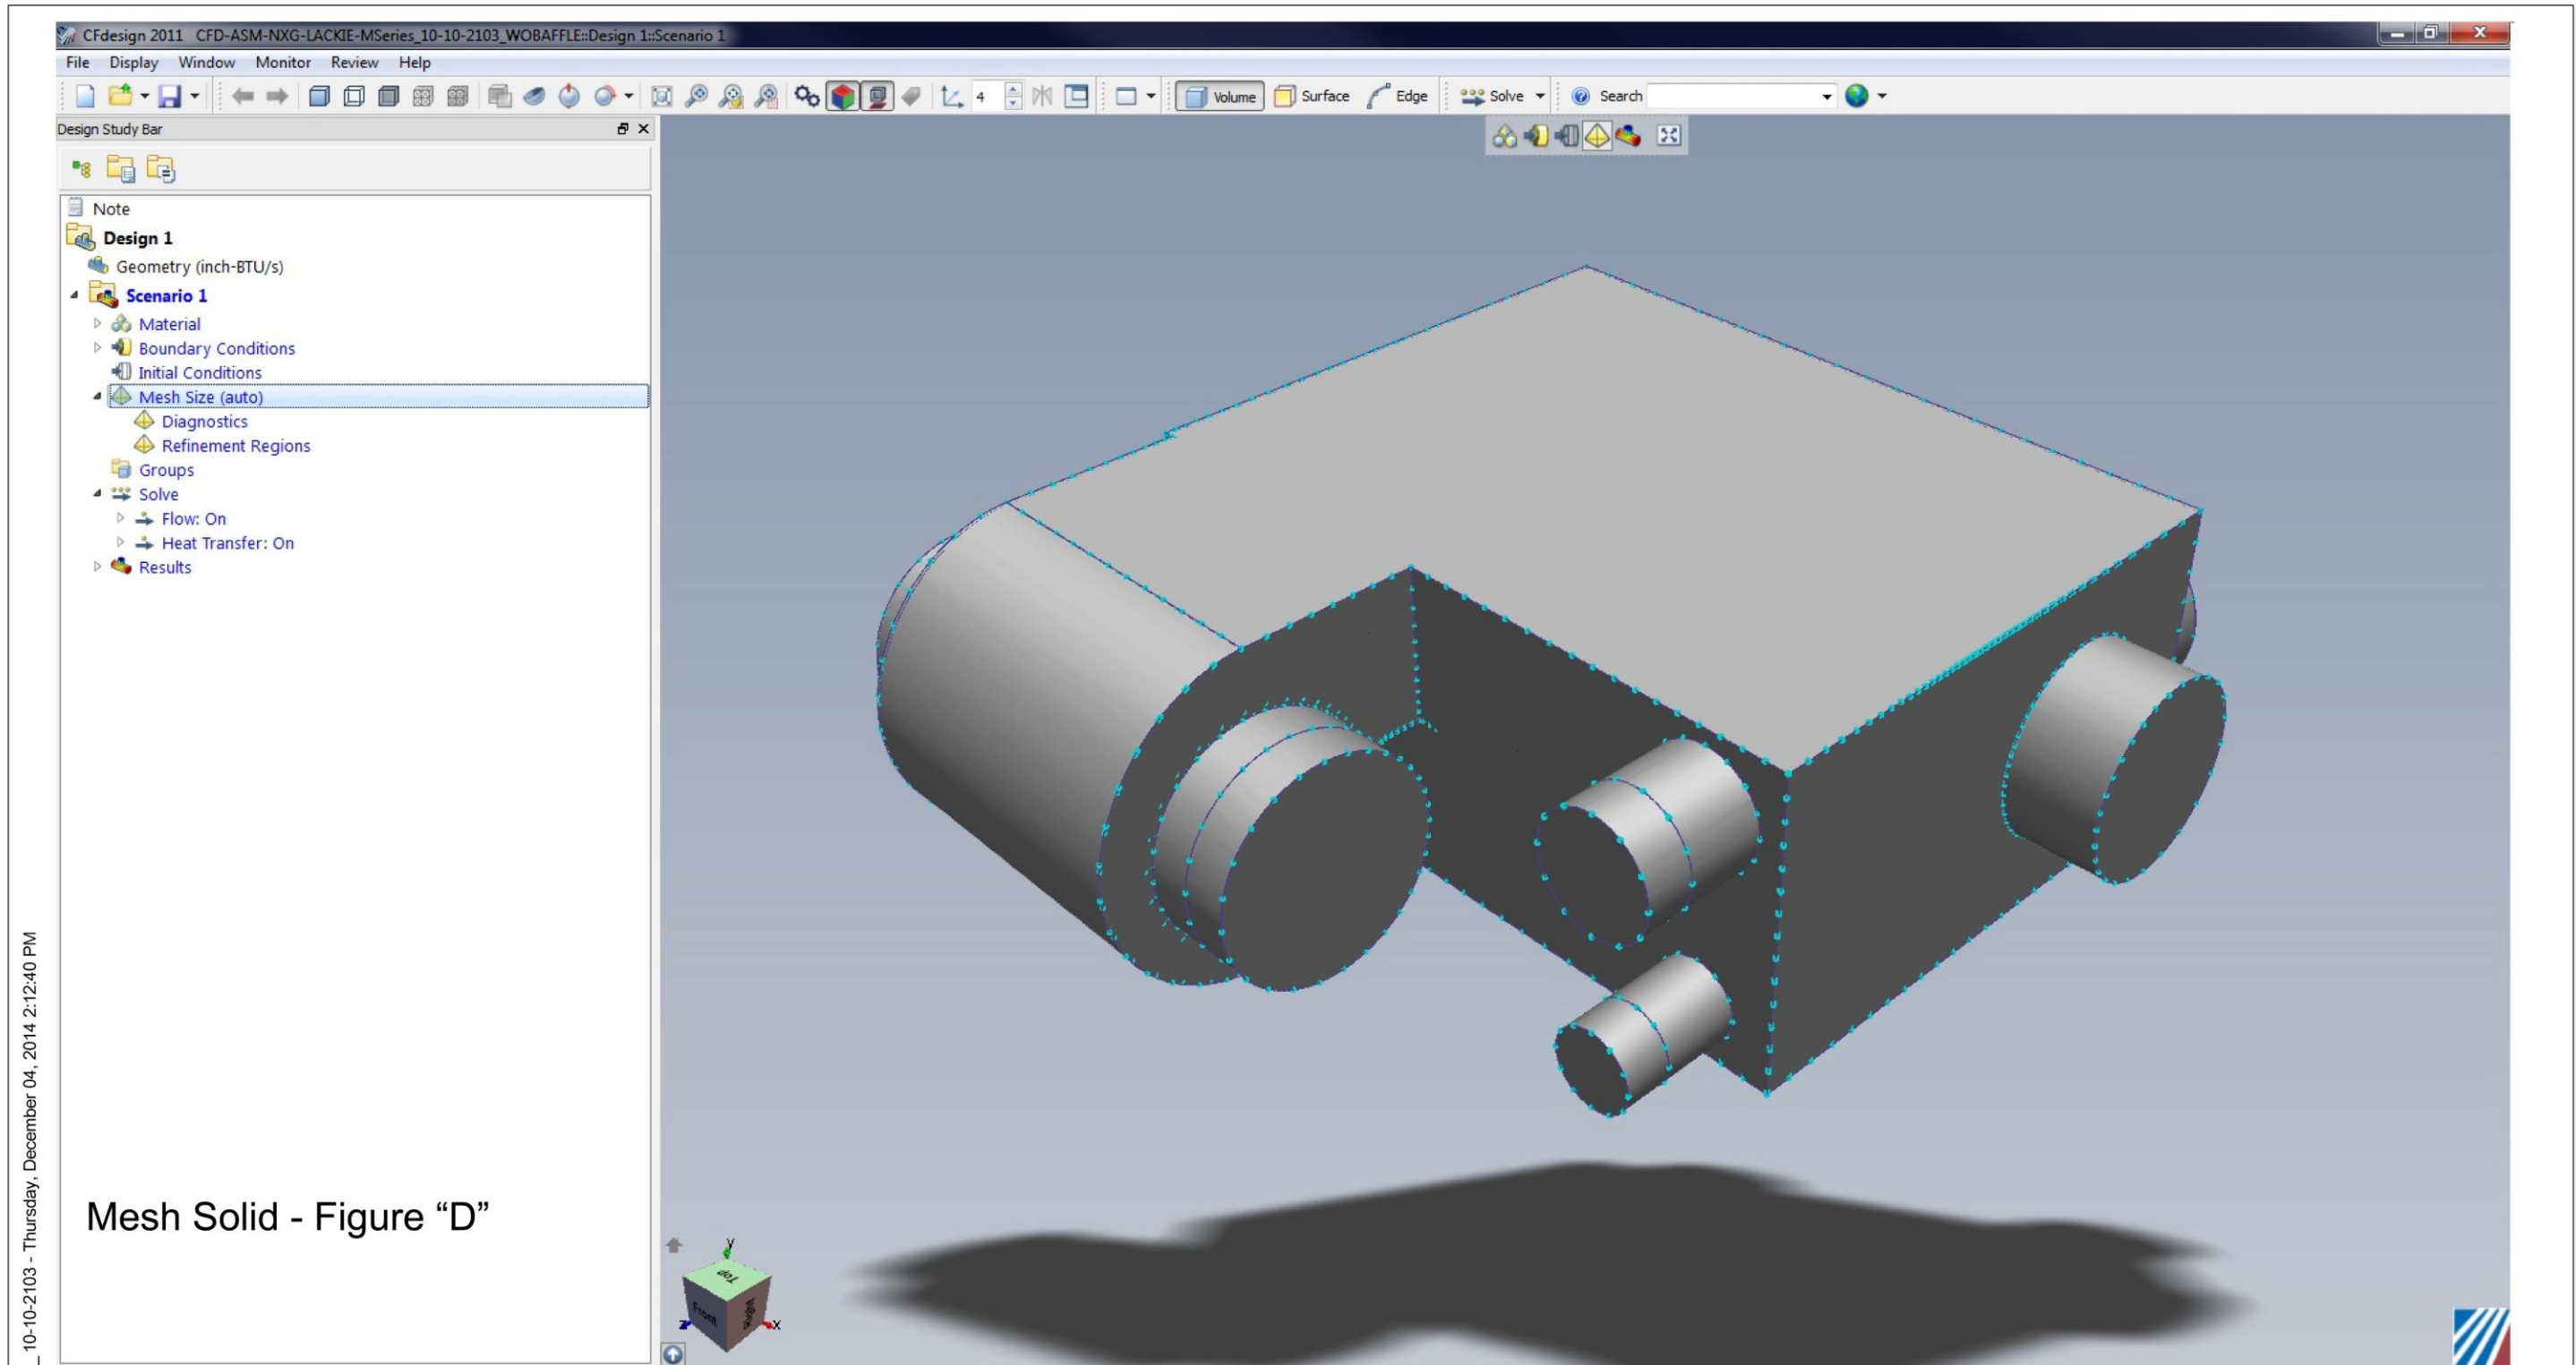 CFdesign 2011 CFD-ASM-NXG-LACKIE-MSeries_10-10-2103_WOBAFFLE::Design 1::Scenario 1
File Display Window Monitor Review Help
4 Volume Surface Edge Solve Search
Design Study Bar
Note
Design 1
Geometry (inch-BTU/s)
Scenario 1
Material
Boundary Conditions
Initial Conditions
Mesh Size (auto)
Diagnostics
Refinement Regions
Groups
Solve
Flow: On
Heat Transfer: On
Results
Mesh Solid - Figure “D”
_10-10-2103 - Thursday, December 04, 2014 2:12:40 PM
y
Top
Front
Right
z
x